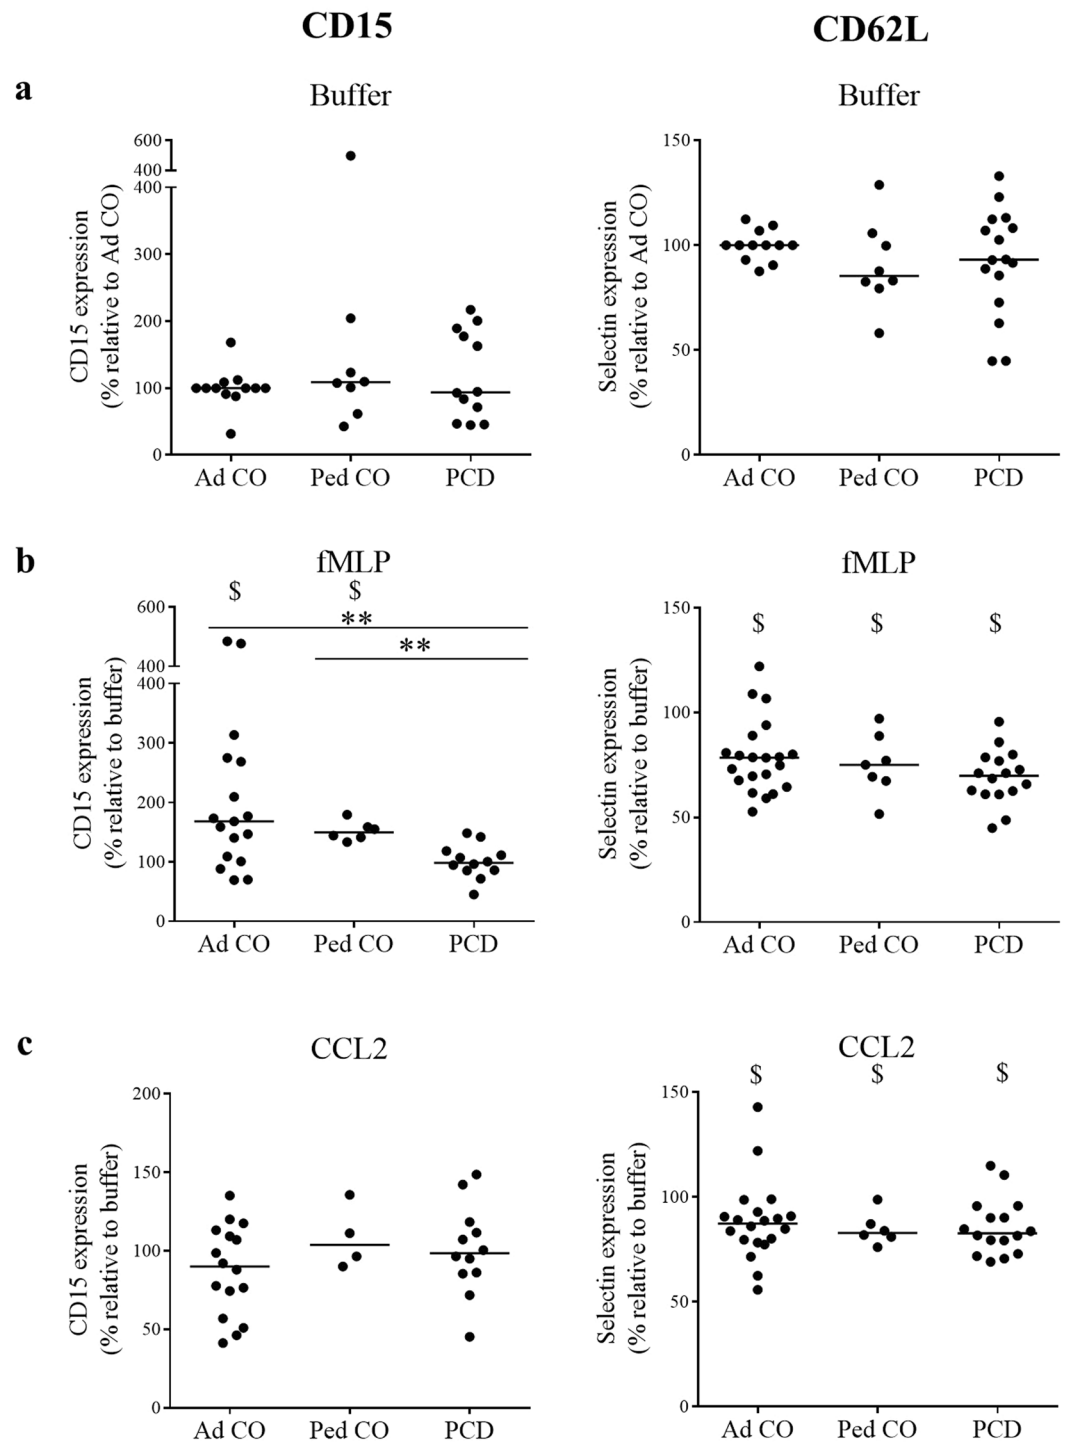 CD15
CD62L
a
Buffer
Buffer
CD15 expression
(% relative to Ad CO)
600
400
400
300
200
100
0
Ad CO Ped CO PCD
Selectin expression
(% relative to Ad CO)
150
100
50
0
Ad CO Ped CO PCD
b
fMLP
fMLP
$ $
**
**
CD15 expression
(% relative to buffer)
600
400
400
300
200
100
0
Ad CO Ped CO PCD
$ $ $
Selectin expression
(% relative to buffer)
150
100
50
0
Ad CO Ped CO PCD
c
CCL2
CCL2
CD15 expression
(% relative to buffer)
200
150
100
50
0
Ad CO Ped CO PCD
$ $ $
Selectin expression
(% relative to buffer)
150
100
50
0
Ad CO Ped CO PCD